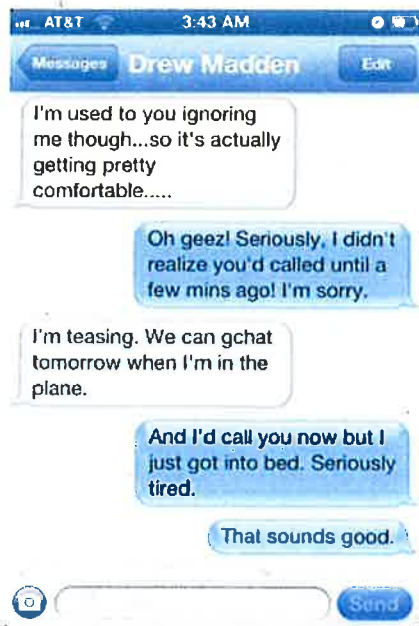 AT&T 3:43 AM
Messages Drew Madden Edit
I'm used to you ignoring
me though...so it's actually
getting pretty
comfortable.....
Oh geez! Seriously, I didn't
realize you'd called until a
few mins ago! I'm sorry.
I'm teasing. We can gchat
tomorrow when I'm in the
plane.
And I'd call you now but I
just got into bed. Seriously
tired.
That sounds good.
Send